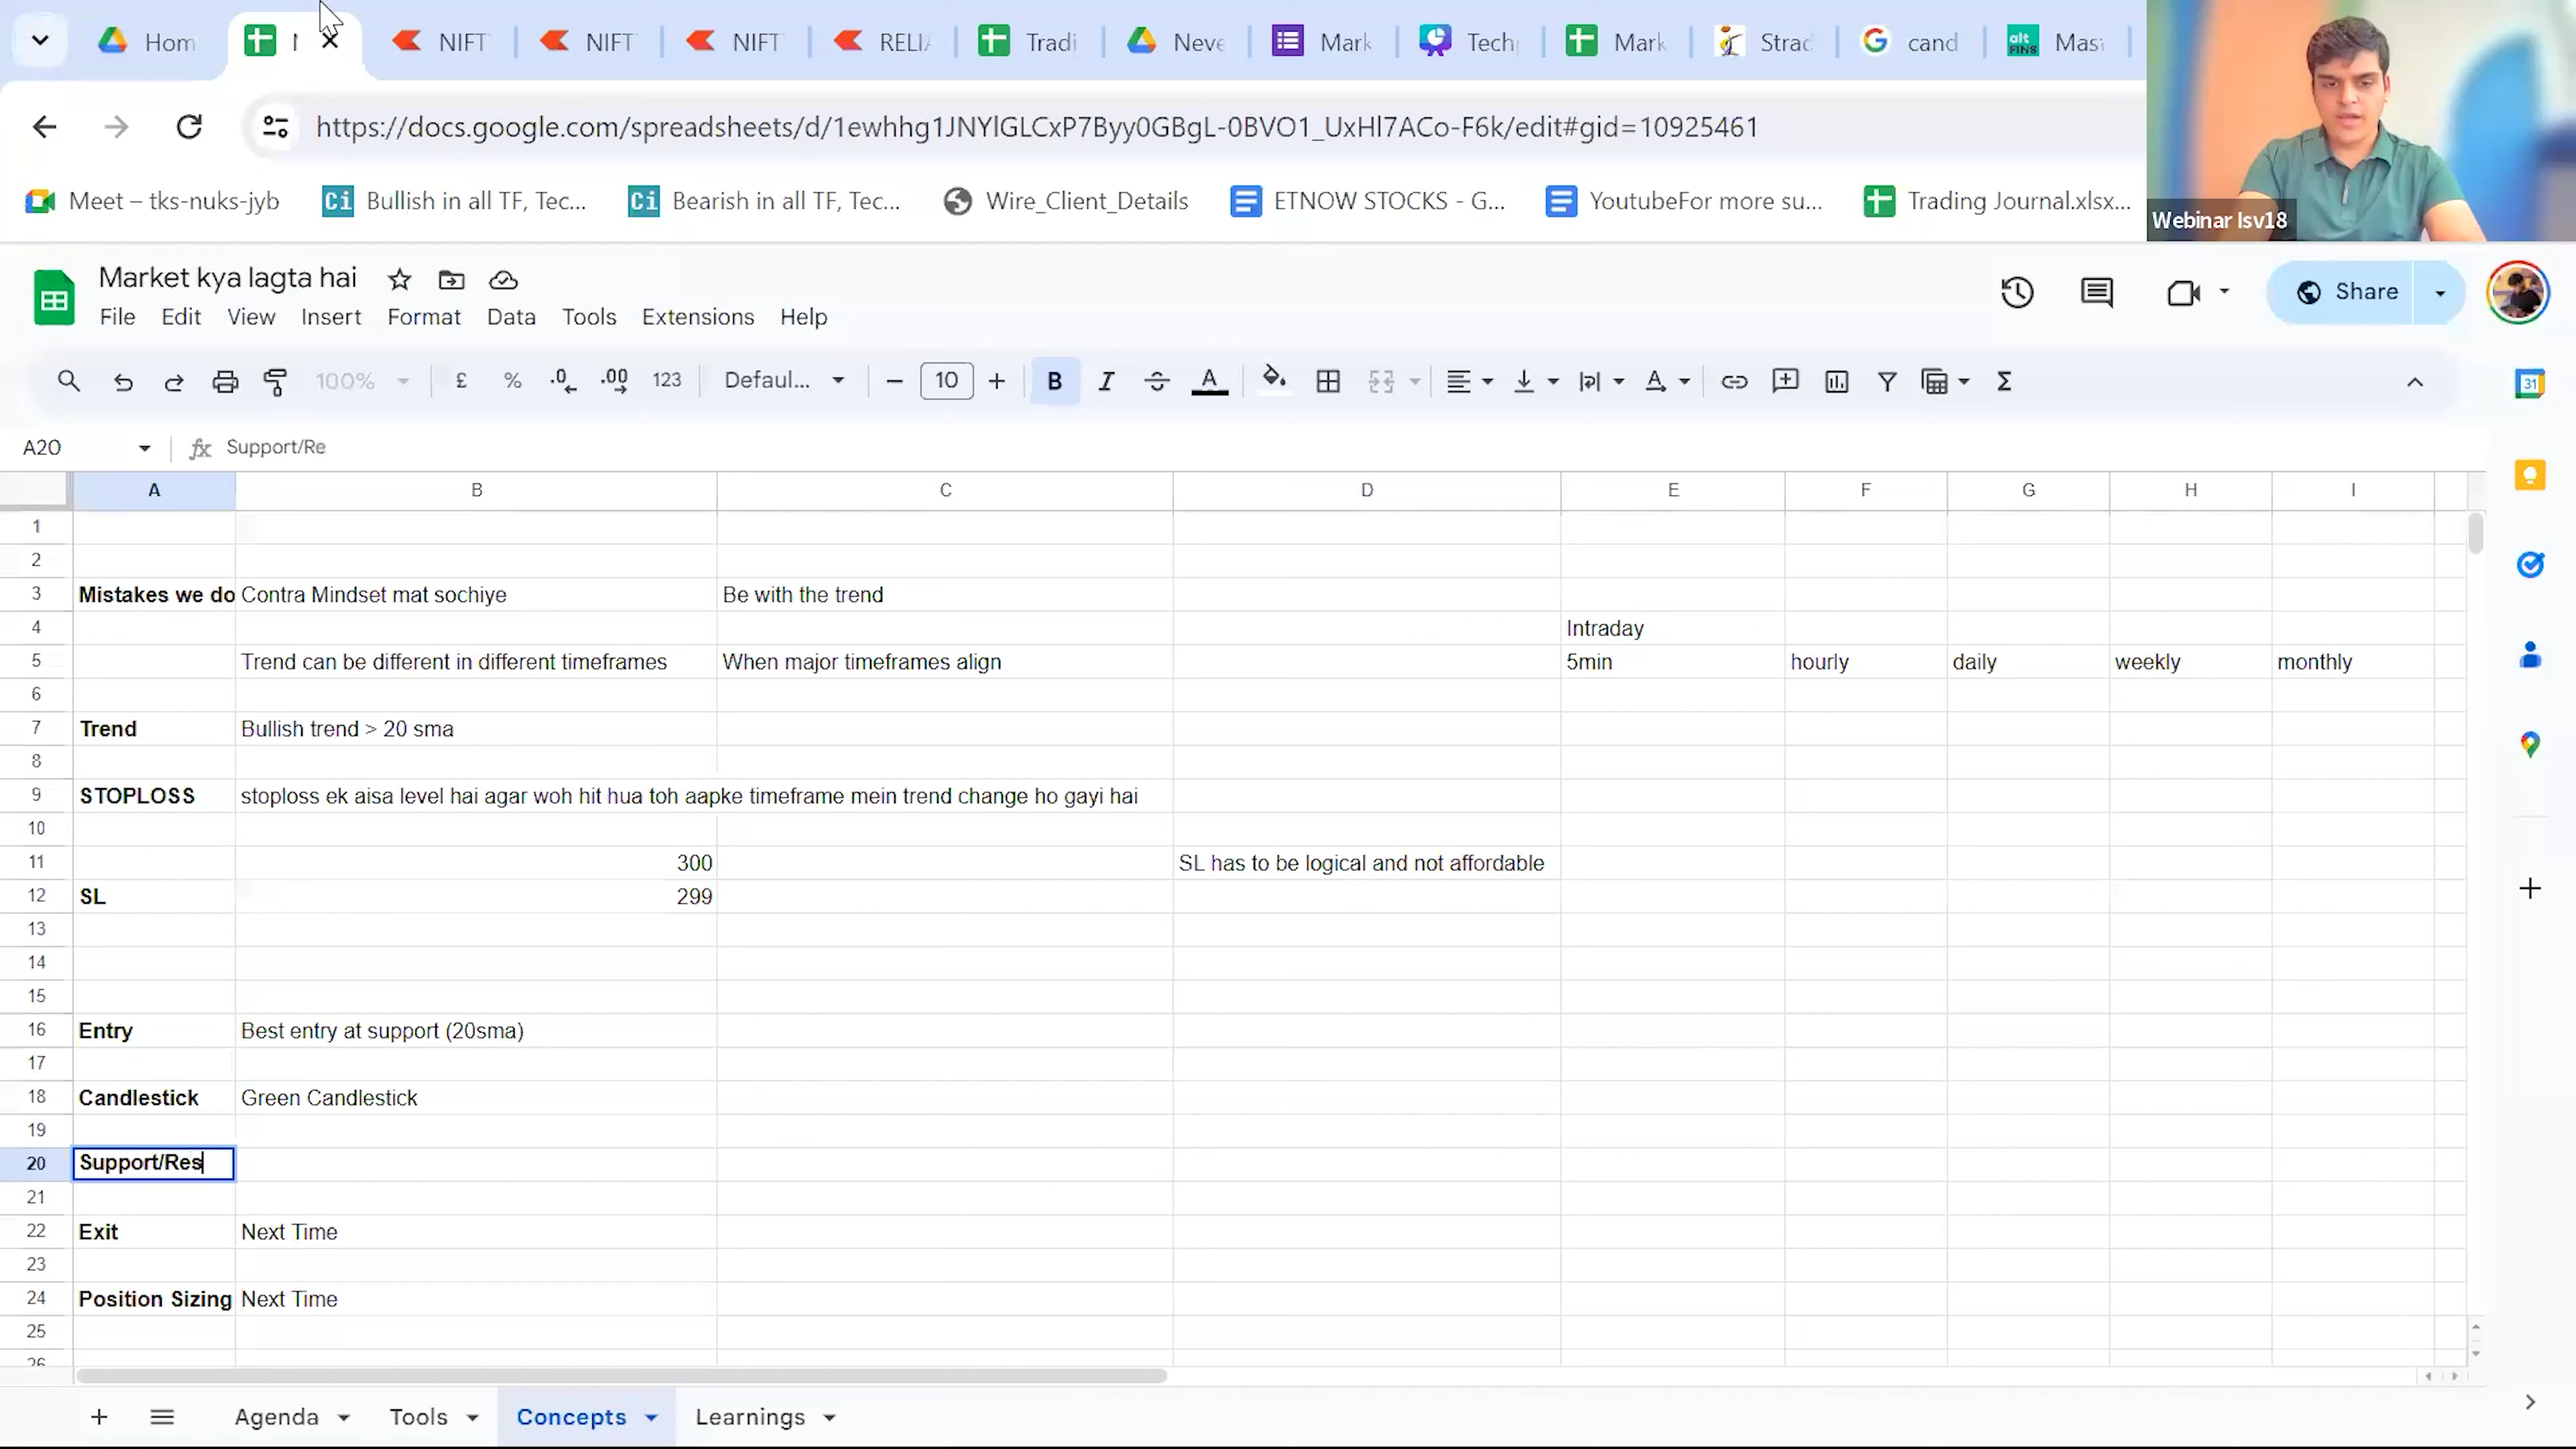 Hom
NIFT
NIFT
NIFT
RELI
Tradi
Neve
Mark
Tech
Mark
Strad
cand
Mas
https://docs.google.com/spreadsheets/d/1ewhhg1JNYlGLCxP7Byy0GBgL-0BVO1_UxHl7ACo-F6k/edit#gid=10925461
Meet – tks-nuks-jyb
Bullish in all TF, Tec...
Bearish in all TF, Tec...
Wire_Client_Details
ETNOW STOCKS - G...
YoutubeFor more su...
Trading Journal.xlsx...
Webinar Isv18
Market kya lagta hai
File Edit View Insert Format Data Tools Extensions Help
Share
100% £ % .0 .00 123 Defaul... 10 B I A
31
A20 fx Support/Re
A B C D E F G H I
1
2
3 Mistakes we do Contra Mindset mat sochiye Be with the trend
4 Intraday
5 Trend can be different in different timeframes When major timeframes align 5min hourly daily weekly monthly
6
7 Trend Bullish trend > 20 sma
8
9 STOPLOSS stoploss ek aisa level hai agar woh hit hua toh aapke timeframe mein trend change ho gayi hai
10
11 300 SL has to be logical and not affordable
12 SL 299
13
14
15
16 Entry Best entry at support (20sma)
17
18 Candlestick Green Candlestick
19
20 Support/Res
21
22 Exit Next Time
23
24 Position Sizing Next Time
25
26
Agenda Tools Concepts Learnings